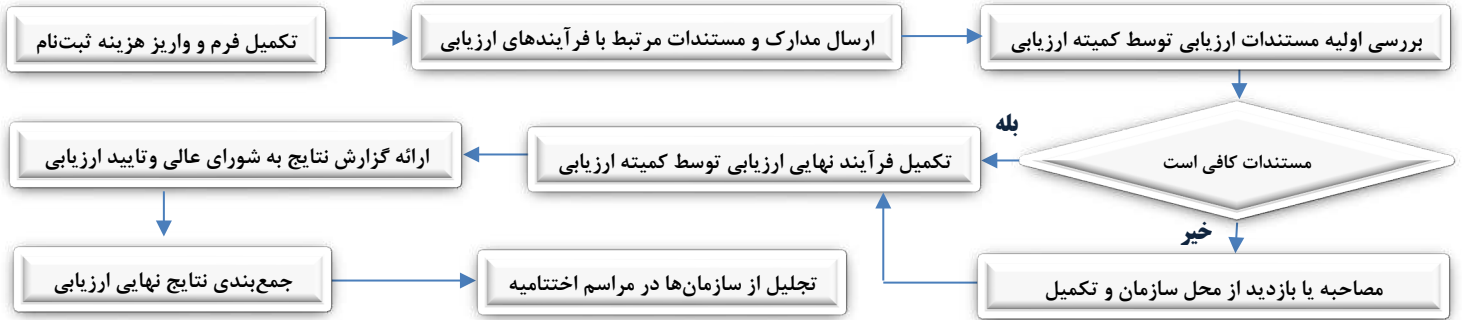 تکمیل فرم و واریز هزینه ثبت‌نام
ارسال مدارک و مستندات مرتبط با فرآیندهای ارزیابی
بررسی اولیه مستندات ارزیابی توسط کمیته ارزیابی
مستندات کافی است
بله
خیر
تکمیل فرآیند نهایی ارزیابی توسط کمیته ارزیابی
ارائه گزارش نتایج به شورای عالی وتایید ارزیابی
مصاحبه یا بازدید از محل سازمان و تکمیل
جمع‌بندی نتایج نهایی ارزیابی
تجلیل از سازمان‌ها در مراسم اختتامیه